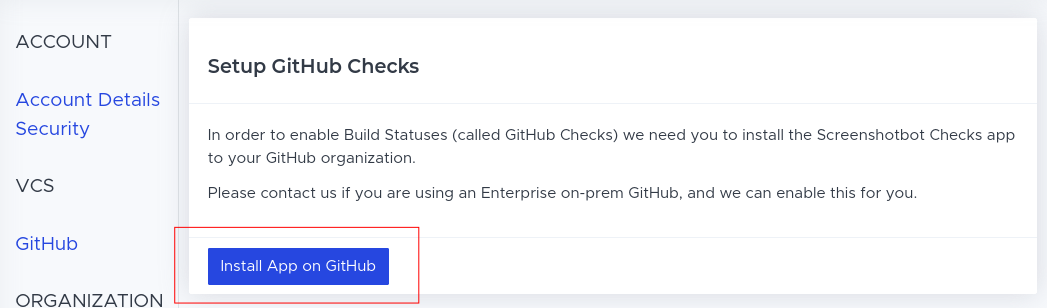 ACCOUNT
Account Details
Security
VCS
GitHub
ORGANIZATION
Setup GitHub Checks
In order to enable Build Statuses (called GitHub Checks) we need you to install the Screenshotbot Checks app
to your GitHub organization.
Please contact us if you are using an Enterprise on-prem GitHub, and we can enable this for you.
Install App on GitHub